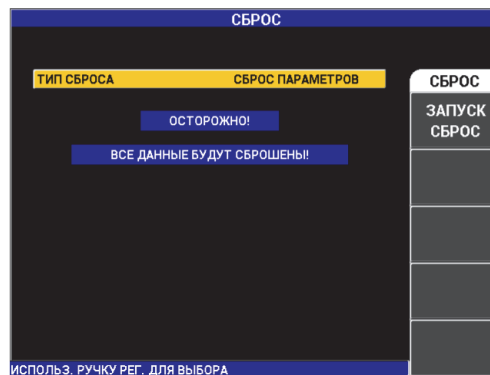 СБРОС
ТИП СБРОСА СБРОС ПАРАМЕТРОВ
ОСТОРОЖНО!
ВСЕ ДАННЫЕ БУДУТ СБРОШЕНЫ!
СБРОС
ЗАПУСК
СБРОС
ИСПОЛЬЗ. РУЧКУ РЕГ. ДЛЯ ВЫБОРА